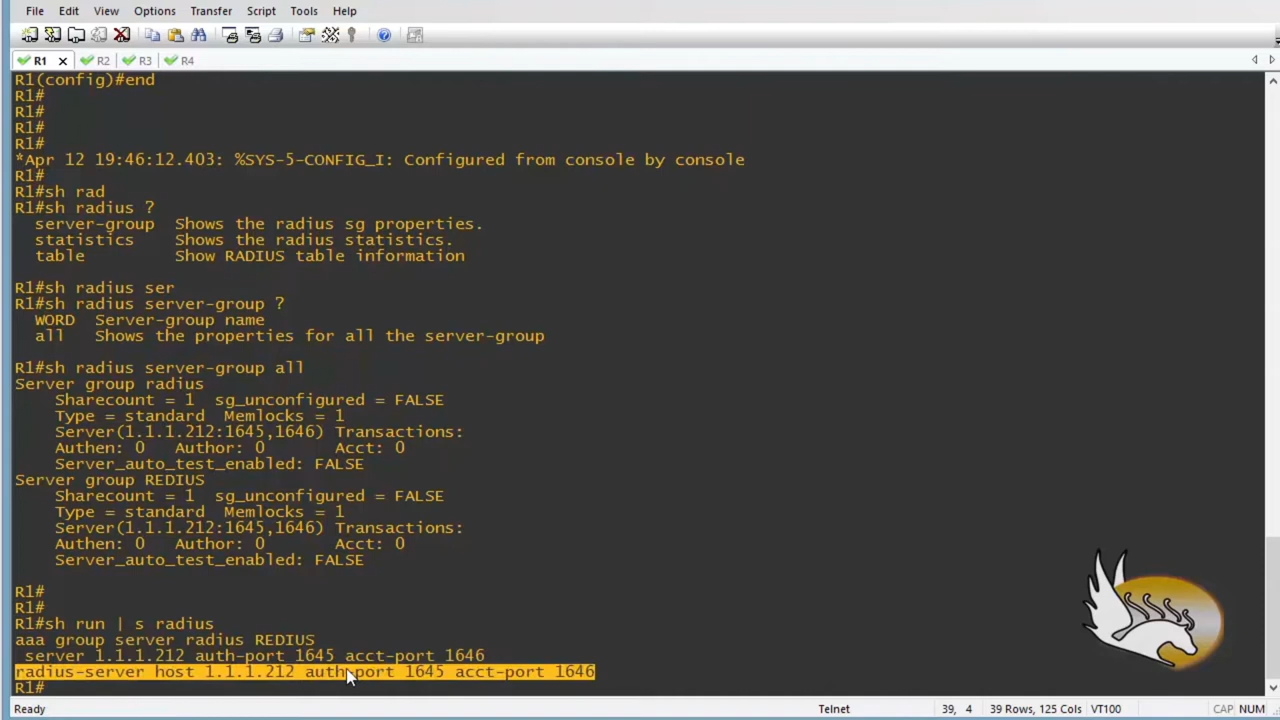 File Edit View Options Transfer Script Tools Help
R1 R2 R3 R4
R1(config)#end
R1#
R1#
R1#
R1#
*Apr 12 19:46:12.403: %SYS-5-CONFIG_I: Configured from console by console
R1#
R1#sh rad
R1#sh radius ?
server-group Shows the radius sg properties.
statistics Shows the radius statistics.
table Show RADIUS table information
R1#sh radius ser
R1#sh radius server-group ?
WORD Server-group name
all Shows the properties for all the server-group
R1#sh radius server-group all
Server group radius
Sharecount = 1 sg_unconfigured = FALSE
Type = standard Memlocks = 1
Server(1.1.1.212:1645,1646) Transactions:
Authen: 0 Author: 0 Acct: 0
Server_auto_test_enabled: FALSE
Server group REDIUS
Sharecount = 1 sg_unconfigured = FALSE
Type = standard Memlocks = 1
Server(1.1.1.212:1645,1646) Transactions:
Authen: 0 Author: 0 Acct: 0
Server_auto_test_enabled: FALSE
R1#
R1#
R1#sh run | s radius
aaa group server radius REDIUS
server 1.1.1.212 auth-port 1645 acct-port 1646
radius-server host 1.1.1.212 auth-port 1645 acct-port 1646
R1#
Ready Telnet 39, 4 39 Rows, 125 Cols VT100 CAP NUM